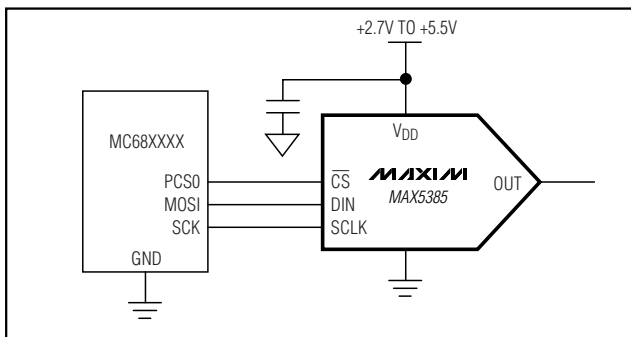 +2.7V TO +5.5V
MC68XXXX
VDD
PCS0
CS
MAXIM
OUT
MOSI
DIN
MAX5385
SCK
SCLK
GND